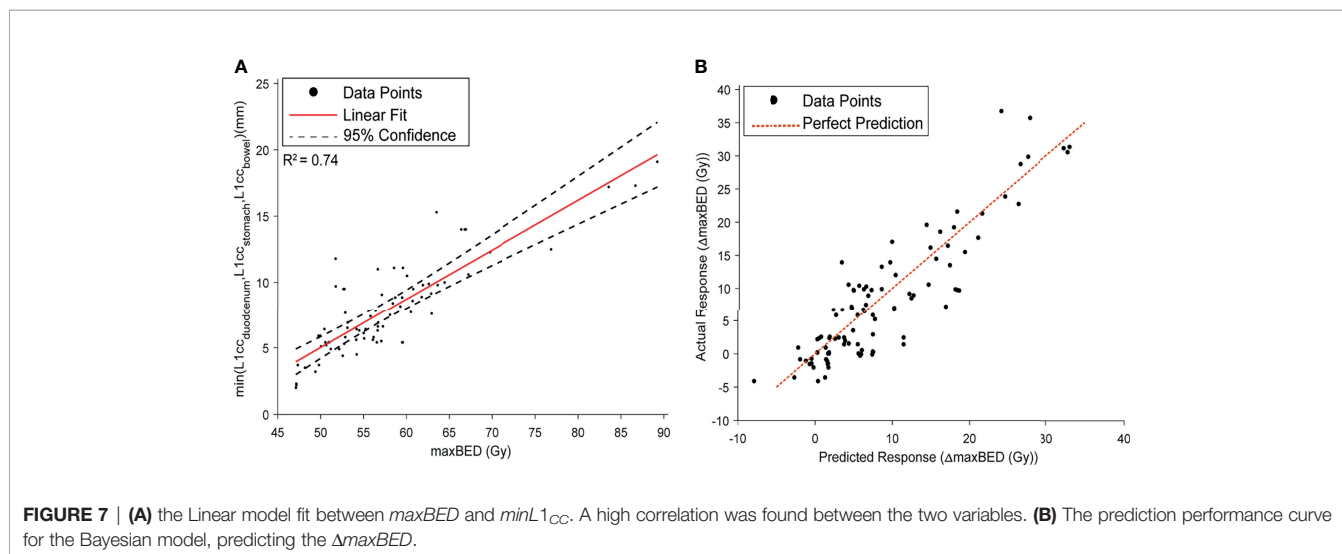 A
25
20
15
10
5
0
45
50
55
60
65
70
75
80
85
90
min(L1cc_duodcenum,L1cc_stomach,L1cc_bowel)(mm)
maxBED (Gy)
Data Points
Linear Fit
95% Confidence
R² = 0.74
B
40
35
30
25
20
15
10
5
0
-5
-10
-10
0
10
20
30
40
Actual Response (ΔmaxBED (Gy))
Predicted Response (ΔmaxBED (Gy))
Data Points
Perfect Prediction
FIGURE 7 | (A) the Linear model fit between maxBED and minL1CC. A high correlation was found between the two variables. (B) The prediction performance curve
for the Bayesian model, predicting the ΔmaxBED.